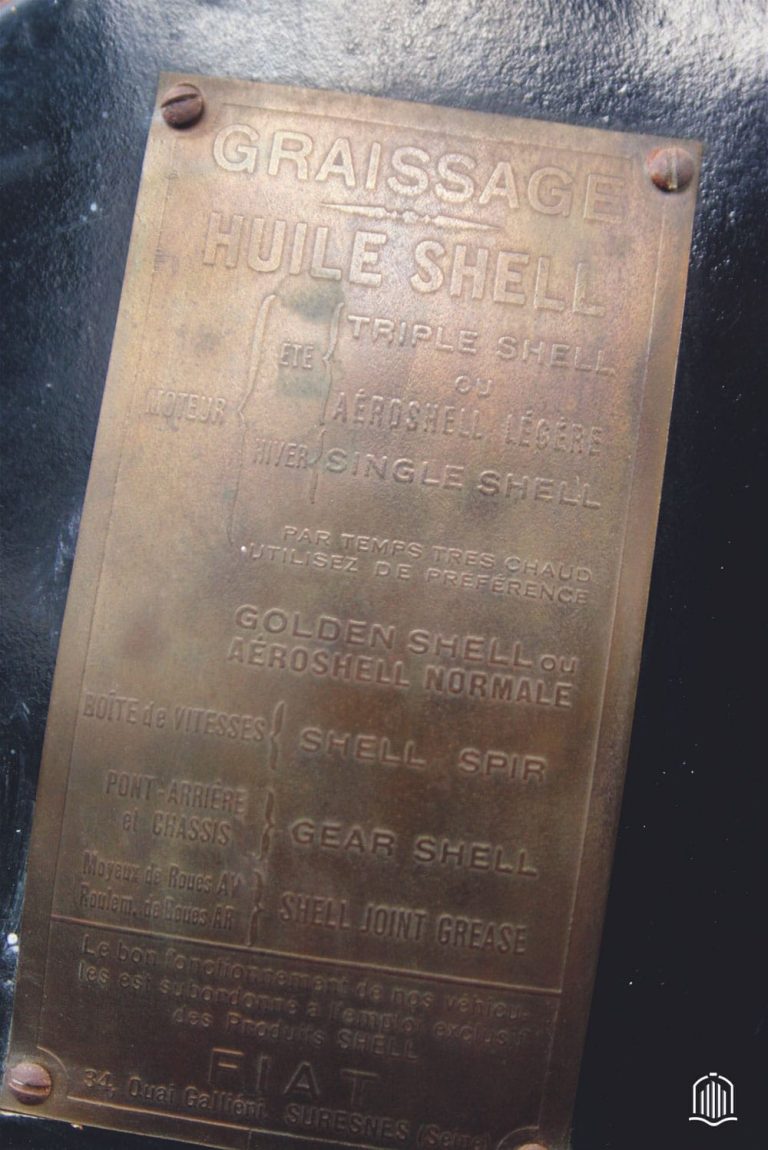 GRAISSAGE
HUILE SHELL
MOTEUR
ÉTÉ
TRIPLE SHELL
OU
AÉROSHELL LÉGÈRE
HIVER
SINGLE SHELL
PAR TEMPS TRES CHAUD
UTILISEZ DE PREFÉRENCE
GOLDEN SHELL OU
AÉROSHELL NORMALE
BOÎTE de VITESSES
SHELL SPIR
PONT-ARRIÉRE
et CHASSIS
GEAR SHELL
Moyeux de Roues AV
Roulem. de Roues AR
SHELL JOINT GREASE
Le bon fonctionnement de nos véhicu-
les est subordonné à l'emploi exclusif
des Produits SHELL
FIAT
34, Quai Galliéni. SURESNES (Seine)